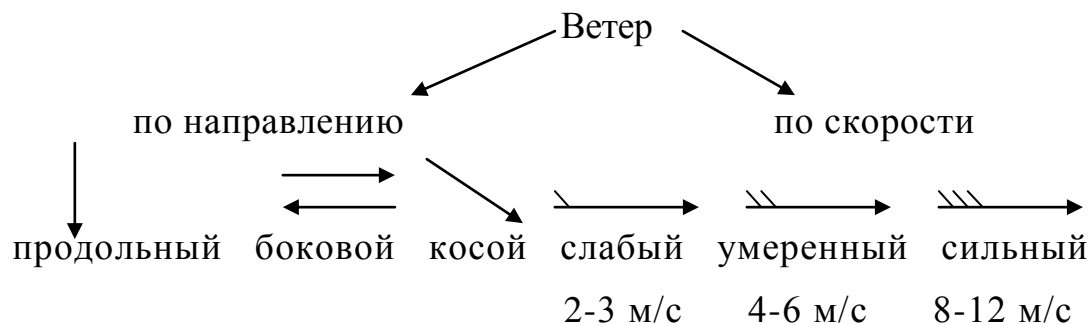 Ветер
по направлению по скорости
продольный боковой косой слабый умеренный сильный
2-3 м/с 4-6 м/с 8-12 м/с